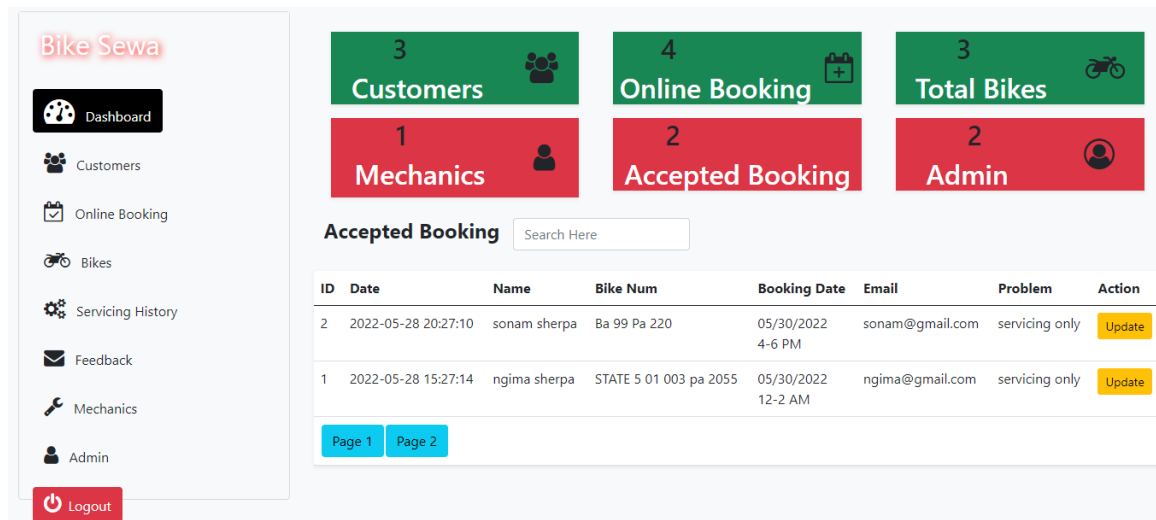 Bike Sewa
Dashboard
Customers
Online Booking
Bikes
Servicing History
Feedback
Mechanics
Admin
Logout
3
Customers
4
Online Booking
3
Total Bikes
1
Mechanics
2
Accepted Booking
2
Admin
Accepted Booking Search Here
ID Date Name Bike Num Booking Date Email Problem Action
2 2022-05-28 20:27:10 sonam sherpa Ba 99 Pa 220 05/30/2022 sonam@gmail.com servicing only Update
4-6 PM
1 2022-05-28 15:27:14 ngima sherpa STATE 5 01 003 pa 2055 05/30/2022 ngima@gmail.com servicing only Update
12-2 AM
Page 1 Page 2